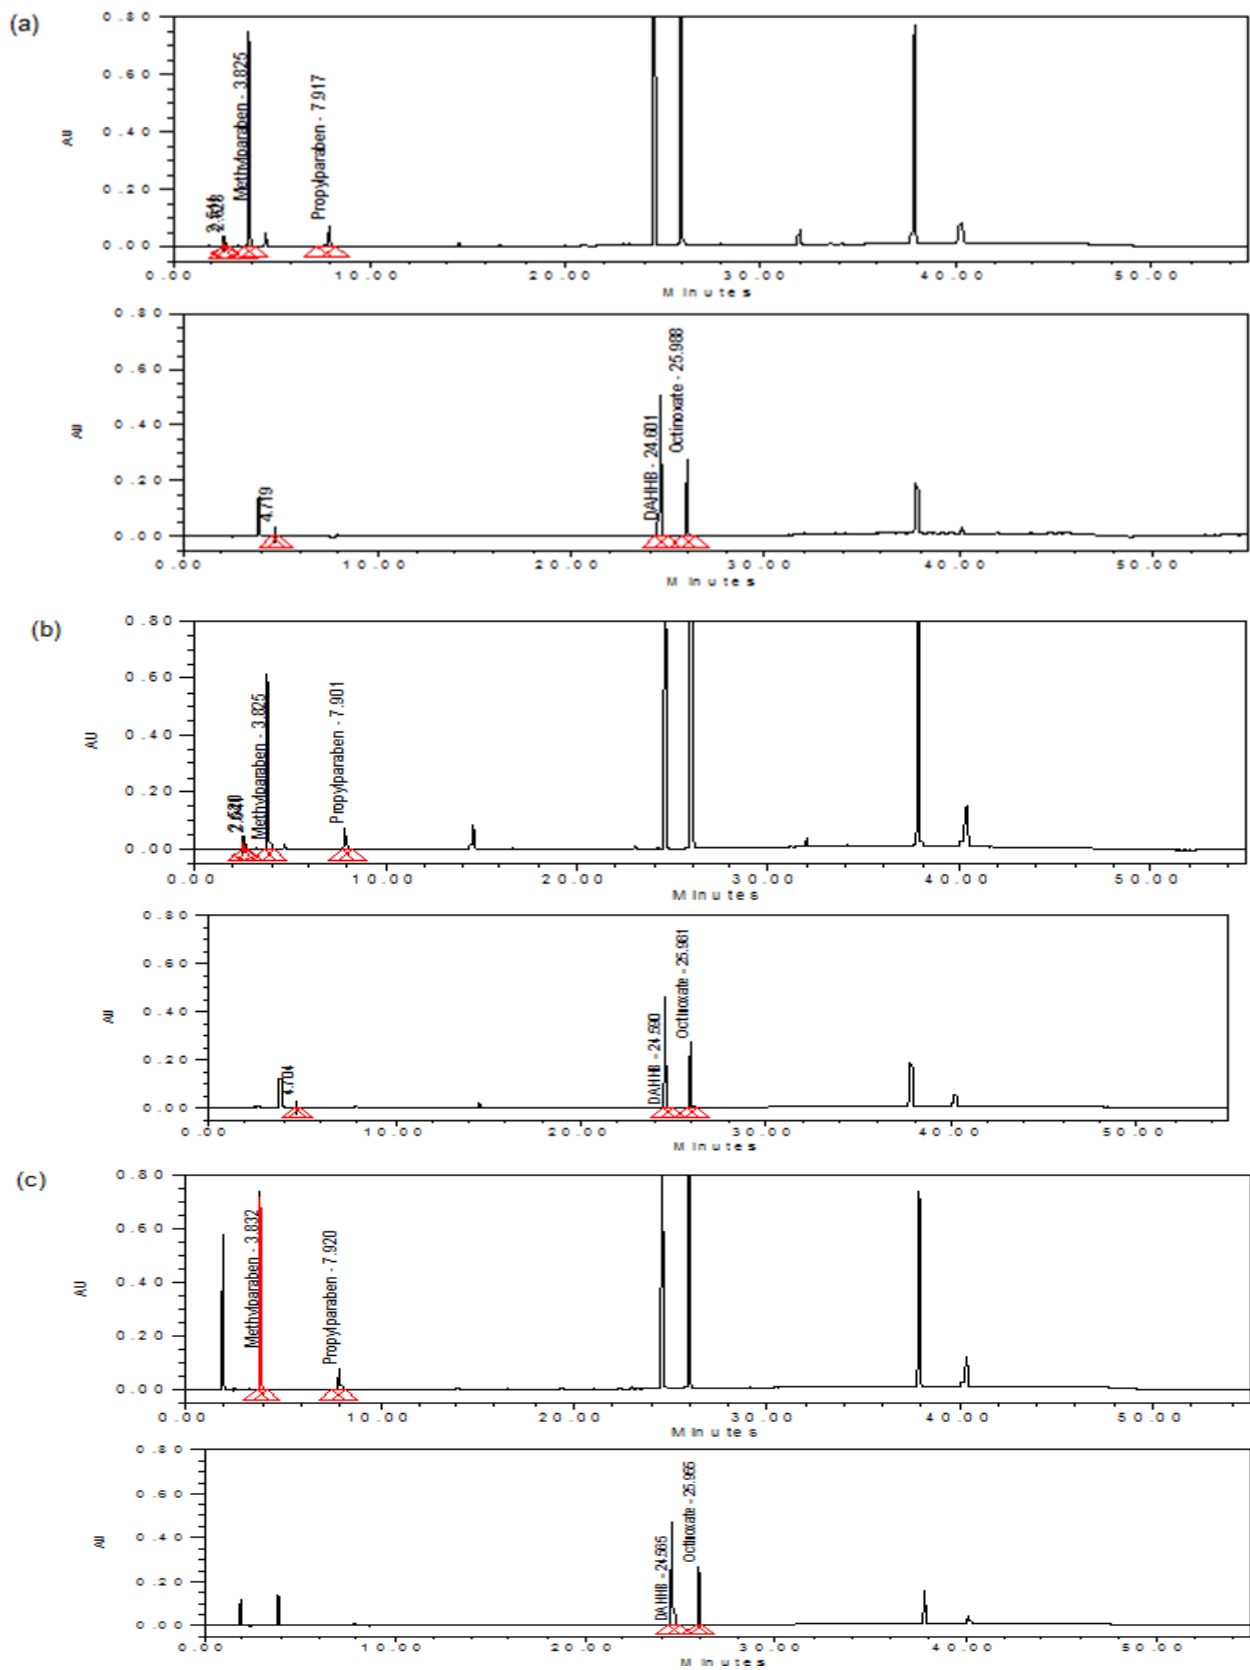 (a)
0.80
0.60
0.40
0.20
0.00
AU
2.628
Methylparaben - 3.825
Propylparaben - 7.917
0.00 10.00 20.00 30.00 40.00 50.00
Minutes
0.80
0.60
0.40
0.20
0.00
AU
4.719
DAHHB - 24.601
Octinoxate - 25.988
0.00 10.00 20.00 30.00 40.00 50.00
Minutes
(b)
0.80
0.60
0.40
0.20
0.00
AU
Methylparaben - 3.825
Propylparaben - 7.901
0.00 10.00 20.00 30.00 40.00 50.00
Minutes
0.80
0.60
0.40
0.20
0.00
AU
4.704
DAHHB - 24.590
Octinoxate - 25.981
0.00 10.00 20.00 30.00 40.00 50.00
Minutes
(c)
0.80
0.60
0.40
0.20
0.00
AU
Methylparaben - 3.832
Propylparaben - 7.920
0.00 10.00 20.00 30.00 40.00 50.00
Minutes
0.80
0.60
0.40
0.20
0.00
AU
DAHHB - 24.565
Octinoxate - 25.955
0.00 10.00 20.00 30.00 40.00 50.00
Minutes